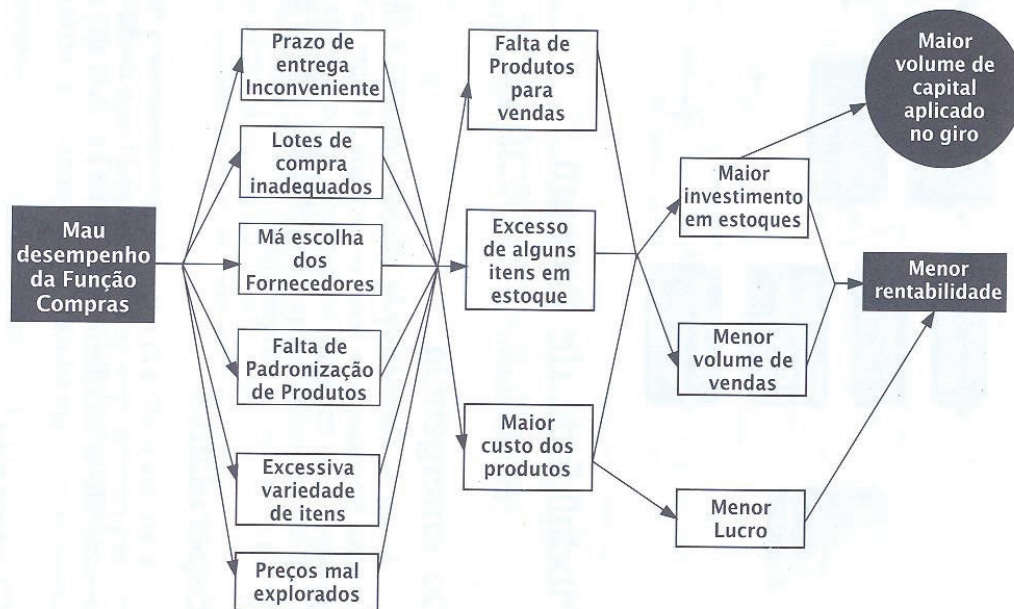 Mau
desempenho
da Função
Compras
Prazo de
entrega
Inconveniente
Lotes de
compra
inadequados
Má escolha
dos
Fornecedores
Falta de
Padronização
de Produtos
Excessiva
variedade
de itens
Preços mal
explorados
Falta de
Produtos
para
vendas
Excesso
de alguns
itens em
estoque
Maior
custo dos
produtos
Maior
investimento
em estoques
Menor
volume de
vendas
Menor
Lucro
Maior
volume de
capital
aplicado
no giro
Menor
rentabilidade